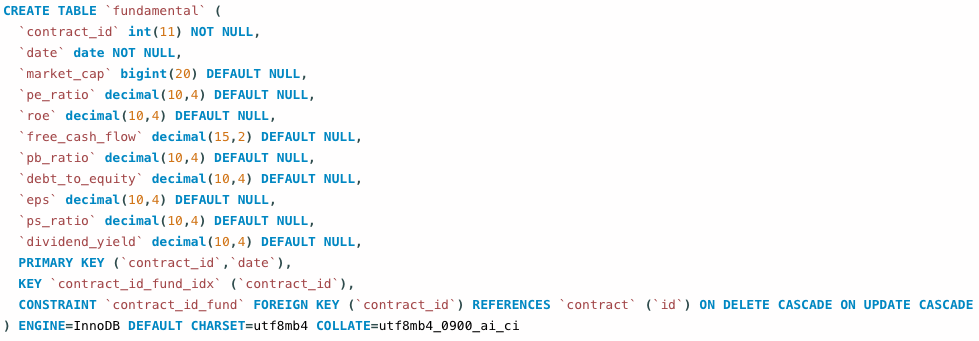 CREATE TABLE `fundamental` (
  `contract_id` int(11) NOT NULL,
  `date` date NOT NULL,
  `market_cap` bigint(20) DEFAULT NULL,
  `pe_ratio` decimal(10,4) DEFAULT NULL,
  `roe` decimal(10,4) DEFAULT NULL,
  `free_cash_flow` decimal(15,2) DEFAULT NULL,
  `pb_ratio` decimal(10,4) DEFAULT NULL,
  `debt_to_equity` decimal(10,4) DEFAULT NULL,
  `eps` decimal(10,4) DEFAULT NULL,
  `ps_ratio` decimal(10,4) DEFAULT NULL,
  `dividend_yield` decimal(10,4) DEFAULT NULL,
  PRIMARY KEY (`contract_id`,`date`),
  KEY `contract_id_fund_idx` (`contract_id`),
  CONSTRAINT `contract_id_fund` FOREIGN KEY (`contract_id`) REFERENCES `contract` (`id`) ON DELETE CASCADE ON UPDATE CASCADE
) ENGINE=InnoDB DEFAULT CHARSET=utf8mb4 COLLATE=utf8mb4_0900_ai_ci